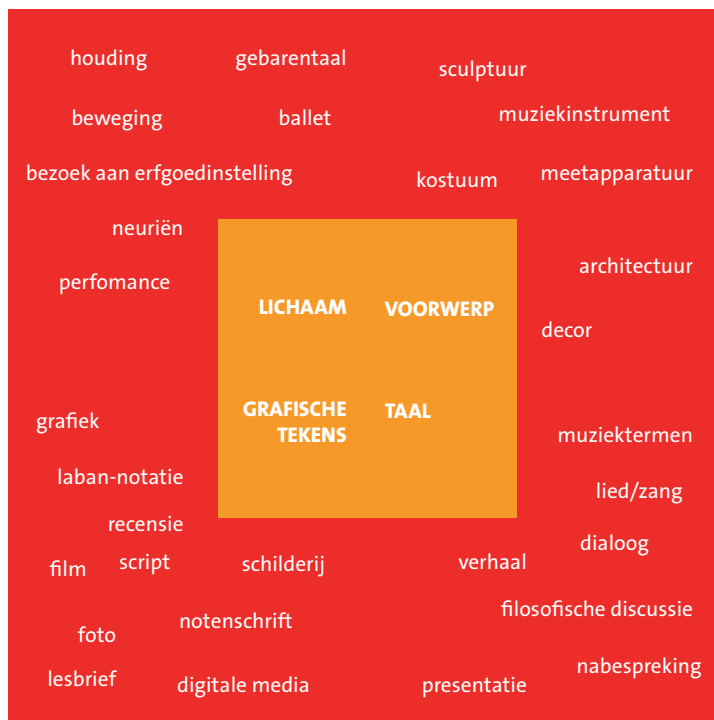 houding
gebarentaal
sculptuur
beweging
ballet
muziekinstrument
bezoek aan erfgoedinstelling
kostuum
meetapparatuur
neuriën
perfomance
architectuur
decor
LICHAAM
VOORWERP
GRAFISCHE
TEKENS
TAAL
grafiek
laban-notatie
recensie
film
script
schilderij
foto
notenschrift
lesbrief
digitale media
muziektermen
lied/zang
dialoog
verhaal
filosofische discussie
nabespreking
presentatie